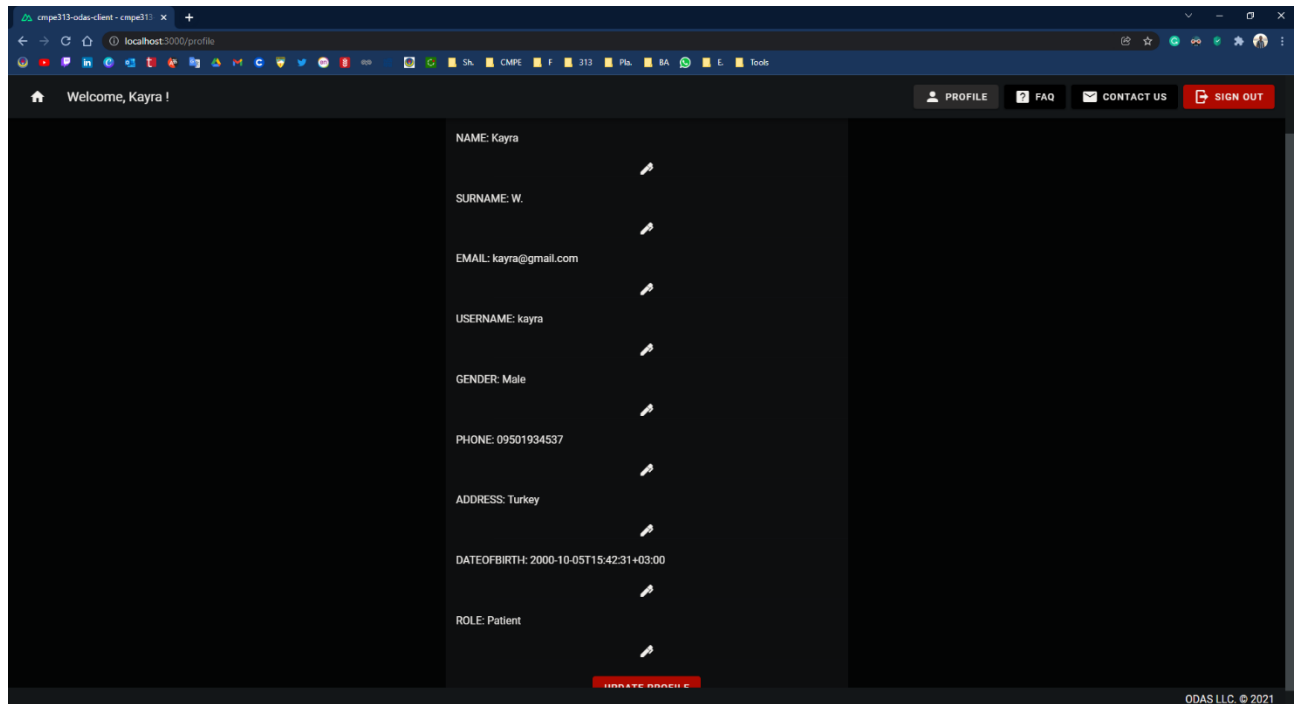 cmpe313-odas-client - cmpe313
localhost:3000/profile
Sh. CMPE F 313 Pla. BA E. Tools
Welcome, Kayra !
PROFILE
? FAQ
CONTACT US
SIGN OUT
NAME: Kayra
SURNAME: W.
EMAIL: kayra@gmail.com
USERNAME: kayra
GENDER: Male
PHONE: 09501934537
ADDRESS: Turkey
DATEOFBIRTH: 2000-10-05T15:42:31+03:00
ROLE: Patient
UPDATE PROFILE
ODAS LLC. © 2021